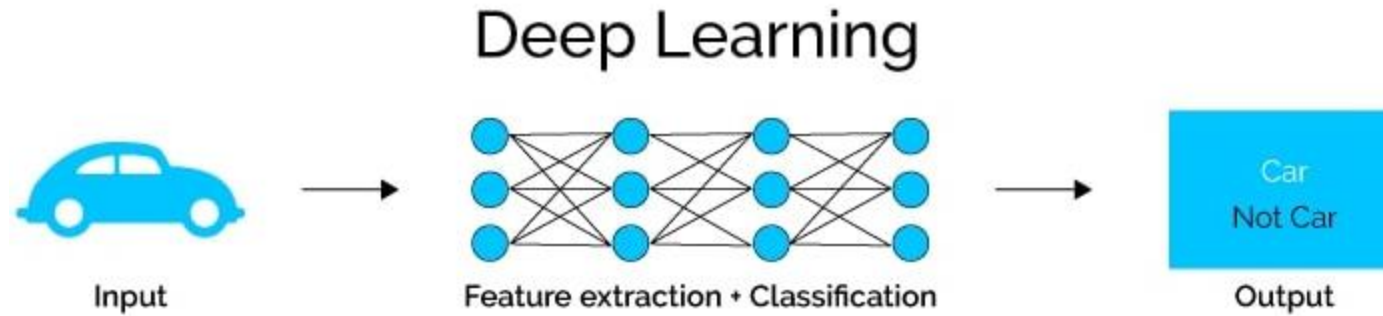 Deep Learning
Car
Not Car
Input
Feature extraction + Classification
Output